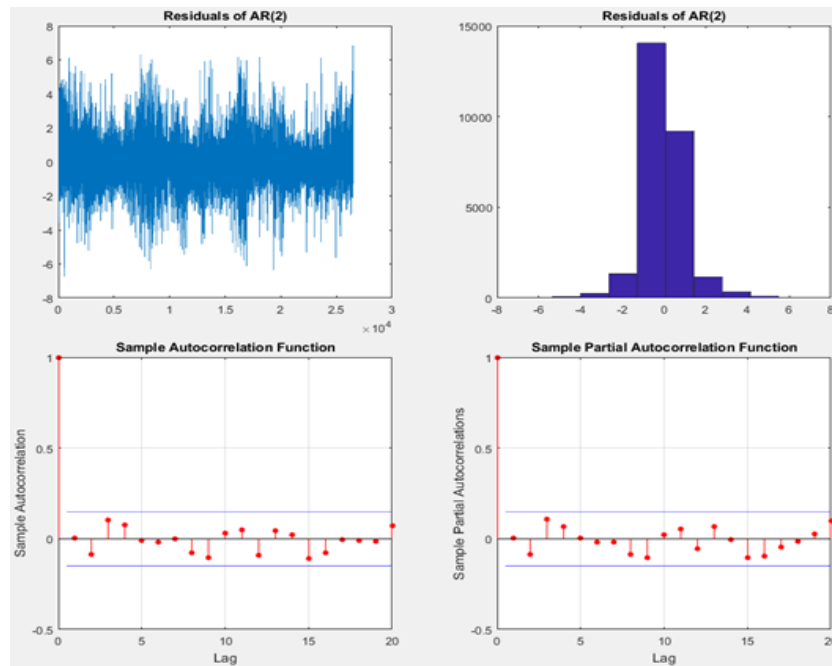 Residuals of AR(2)
8
6
4
2
0
-2
-4
-6
-8
0 0.5 1 1.5 2 2.5 3
×10⁴
Residuals of AR(2)
15000
10000
5000
0
-8 -6 -4 -2 0 2 4 6 8
Sample Autocorrelation Function
Sample Autocorrelation
1
0.5
0
-0.5
0 5 10 15 20
Lag
Sample Partial Autocorrelation Function
Sample Partial Autocorrelations
1
0.5
0
-0.5
0 5 10 15 20
Lag